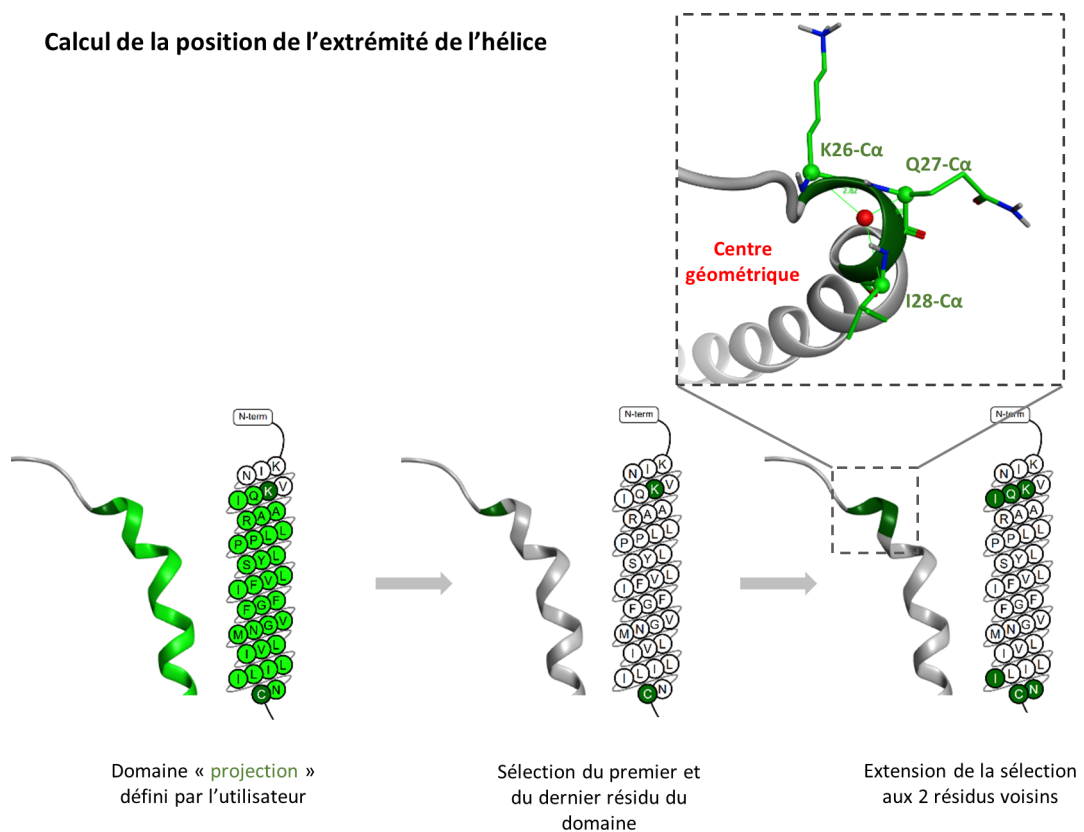 Calcul de la position de l’extrémité de l’hélice
K26-Cα
Q27-Cα
Centre
géométrique
I28-Cα
N-term
N I K
I Q K V
R A A
P P L L
S Y L
I F V L
F G F
M N G V
I V L
I L I L
C N
N-term
N I K
I Q K V
R A A
P P L L
S Y L
I F V L
F G F
M N G V
I V L
I L I L
C N
N-term
N I K
I Q K V
R A A
P P L L
S Y L
I F V L
F G F
M N G V
I V L
I L I L
C N
Domaine « projection »
défini par l’utilisateur
Sélection du premier et
du dernier résidu du
domaine
Extension de la sélection
aux 2 résidus voisins